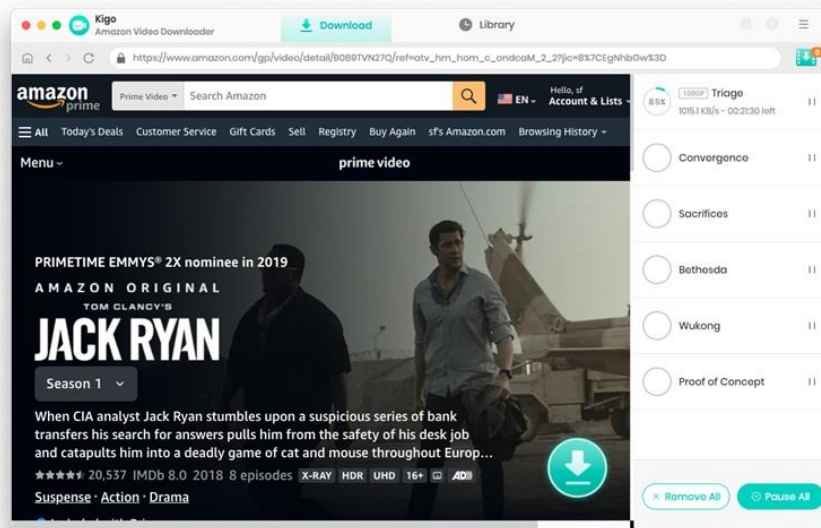 Kigo
Amazon Video Downloader
Download
Library
https://www.amazon.com/gp/video/detail/B089TVN27Q/ref=atv_hm_hom_c_ondcaM_2_2?jic=8%7CEgNhbGw%3D
8
amazon
prime
Prime Video
Search Amazon
EN
Hello, sf
Account & Lists
All Today's Deals Customer Service Gift Cards Sell Registry Buy Again sf's Amazon.com Browsing History
Menu
prime video
PRIMETIME EMMYS® 2X nominee in 2019
AMAZON ORIGINAL
TOM CLANCY'S
JACK RYAN
Season 1
When CIA analyst Jack Ryan stumbles upon a suspicious series of bank
transfers his search for answers pulls him from the safety of his desk job
and catapults him into a deadly game of cat and mouse throughout Europ...
20,537 IMDb 8.0 2018 8 episodes X-RAY HDR UHD 16+ AD
Suspense · Action · Drama
8.5%
1080P Triage
1015.1 KB/s - 00:21:30 left
Convergence
Sacrifices
Bethesda
Wukong
Proof of Concept
Remove All
Pause All